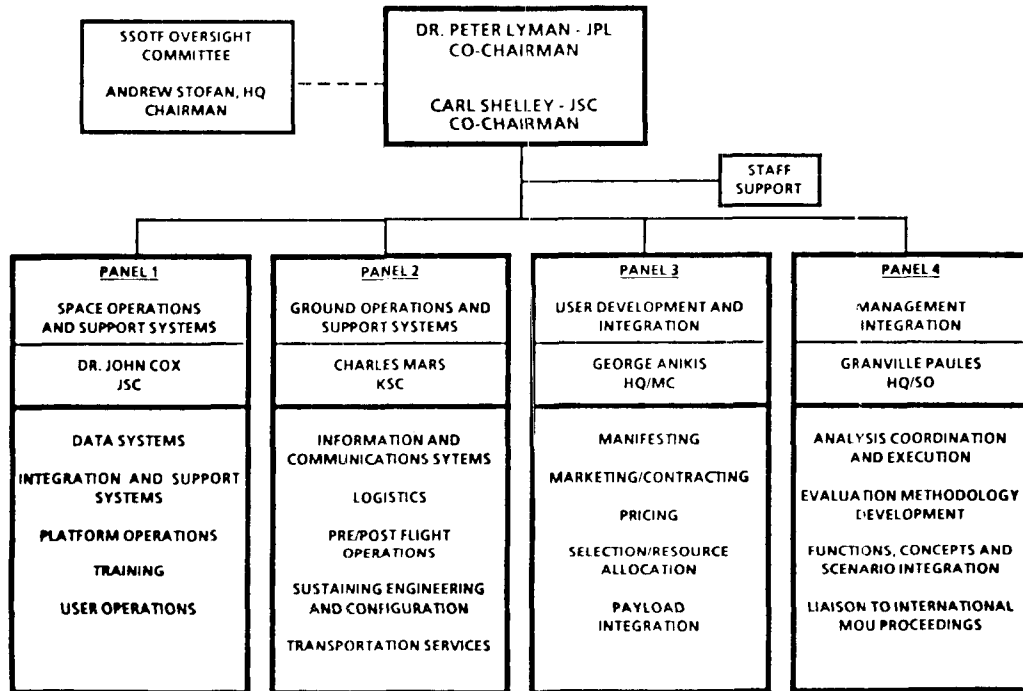 SSOTF OVERSIGHT
COMMITTEE
ANDREW STOFAN, HQ
CHAIRMAN
DR. PETER LYMAN - JPL
CO-CHAIRMAN
CARL SHELLEY - JSC
CO-CHAIRMAN
STAFF
SUPPORT
PANEL 1
SPACE OPERATIONS
AND SUPPORT SYSTEMS
DR. JOHN COX
JSC
DATA SYSTEMS
INTEGRATION AND SUPPORT
SYSTEMS
PLATFORM OPERATIONS
TRAINING
USER OPERATIONS
PANEL 2
GROUND OPERATIONS AND
SUPPORT SYSTEMS
CHARLES MARS
KSC
INFORMATION AND
COMMUNICATIONS SYTEMS
LOGISTICS
PRE/POST FLIGHT
OPERATIONS
SUSTAINING ENGINEERING
AND CONFIGURATION
TRANSPORTATION SERVICES
PANEL 3
USER DEVELOPMENT AND
INTEGRATION
GEORGE ANIKIS
HQ/MC
MANIFESTING
MARKETING/CONTRACTING
PRICING
SELECTION/RESOURCE
ALLOCATION
PAYLOAD
INTEGRATION
PANEL 4
MANAGEMENT
INTEGRATION
GRANVILLE PAULES
HQ/SO
ANALYSIS COORDINATION
AND EXECUTION
EVALUATION METHODOLOGY
DEVELOPMENT
FUNCTIONS, CONCEPTS AND
SCENARIO INTEGRATION
LIAISON TO INTERNATIONAL
MOU PROCEEDINGS